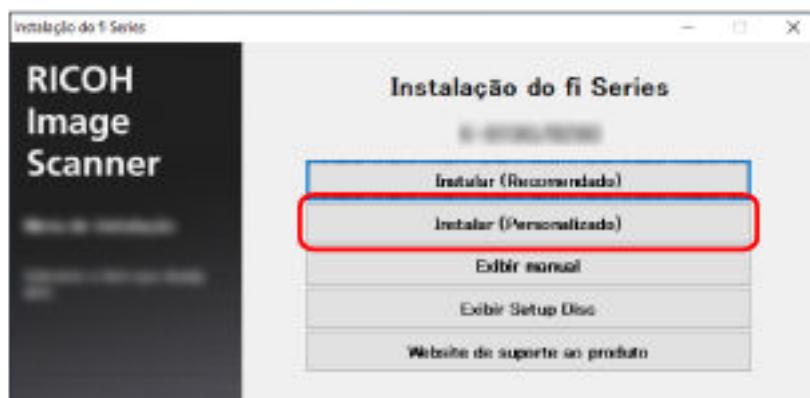 Instalação do fi Series
RICOH
Image
Scanner
Instalação do fi Series
Instalar (Recomendado)
Instalar (Personalizado)
Exibir manual
Exibir Setup Disc
Website de suporte ao produto